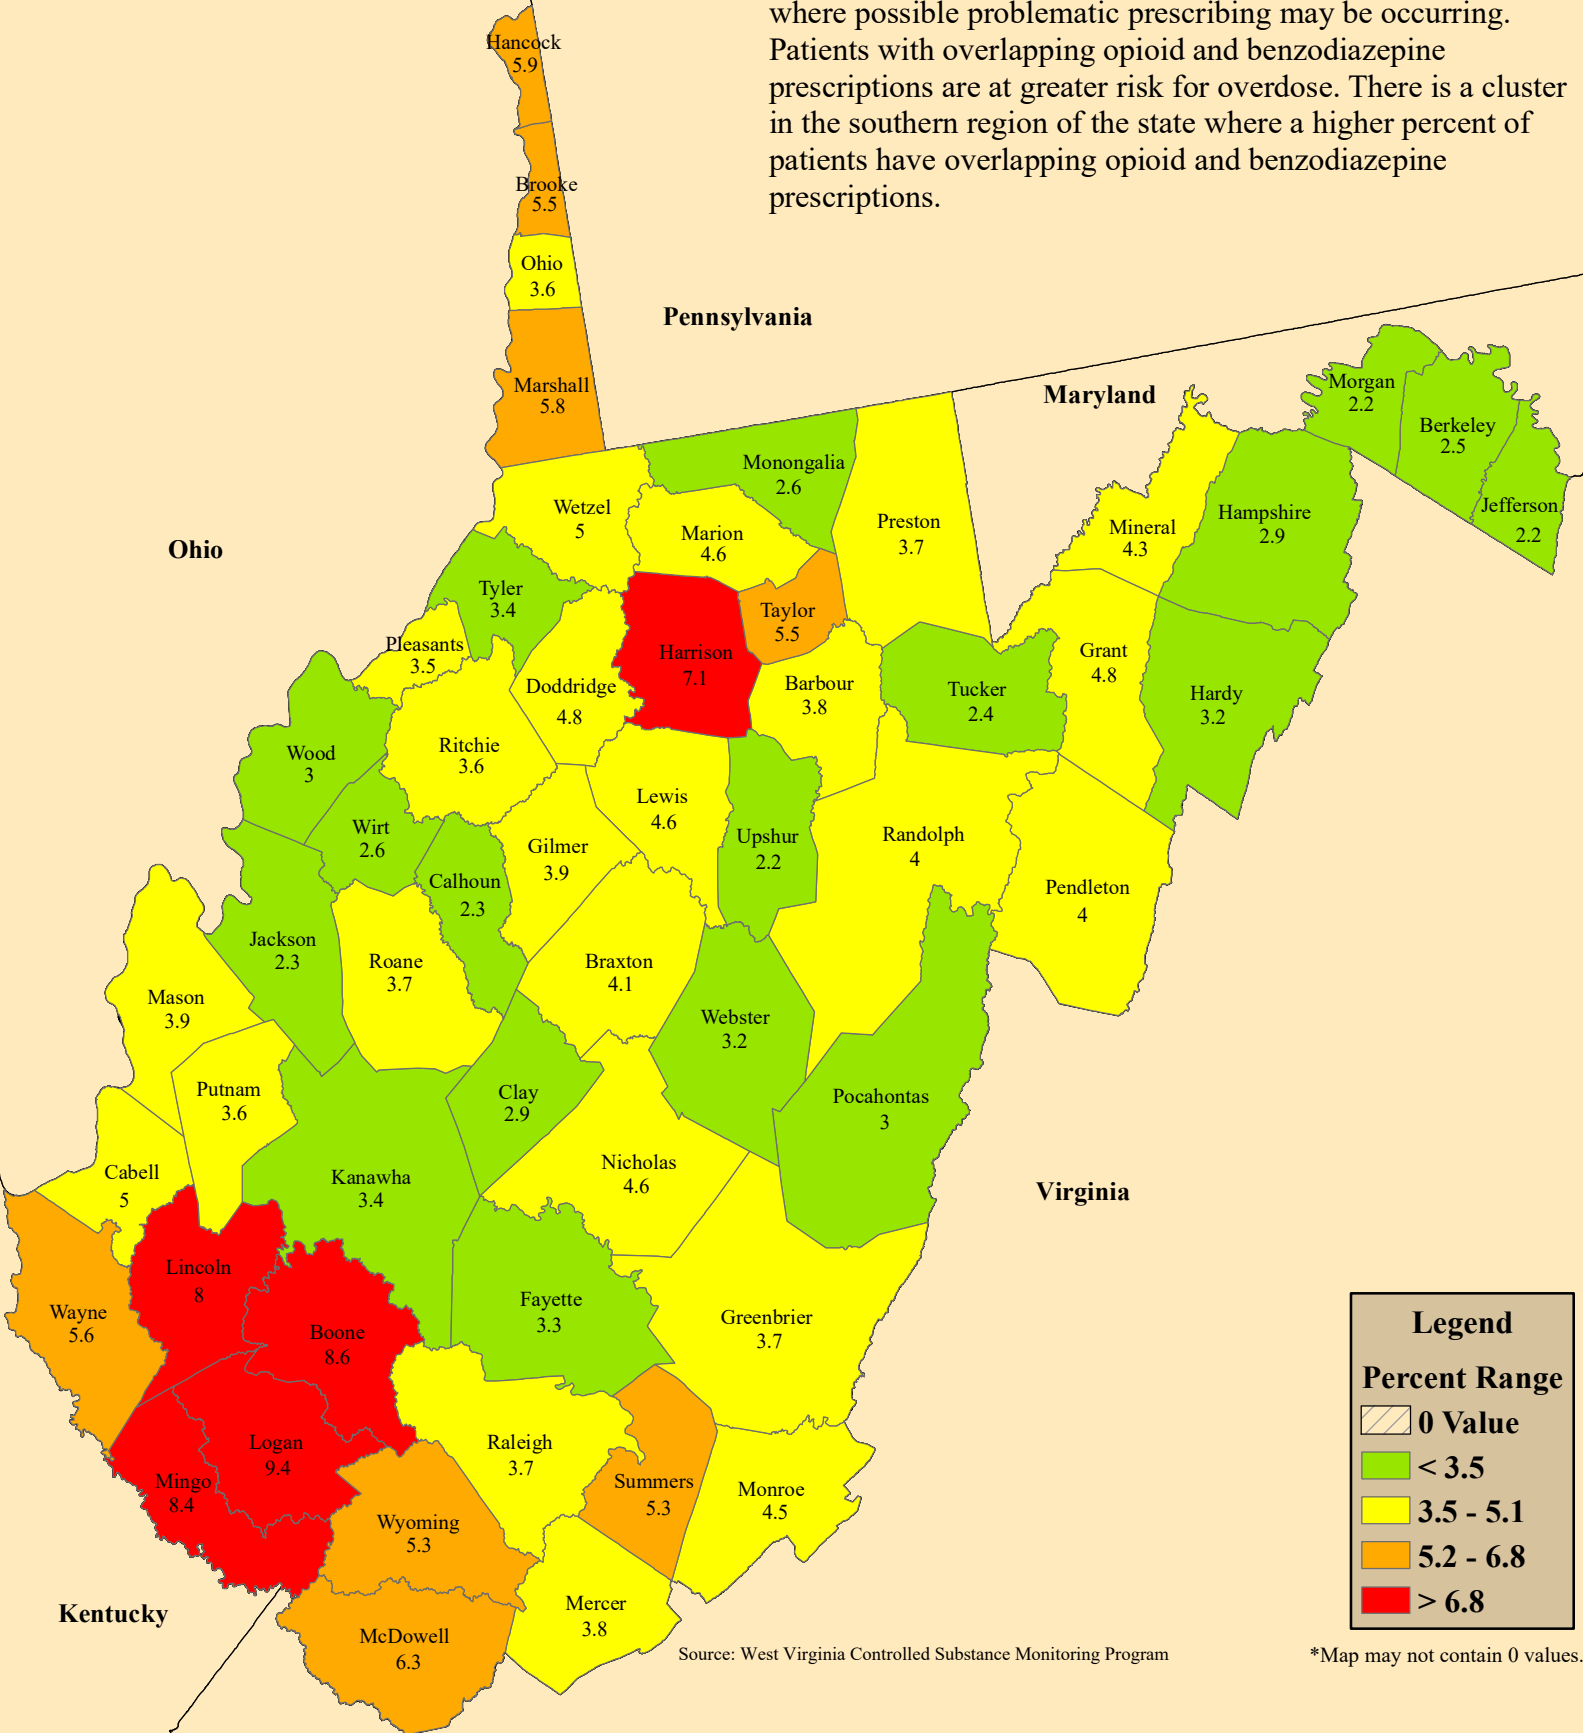 where possible problematic prescribing may be occurring.
Patients with overlapping opioid and benzodiazepine
prescriptions are at greater risk for overdose. There is a cluster
in the southern region of the state where a higher percent of
patients have overlapping opioid and benzodiazepine
prescriptions.
Hancock
5.9
Brooke
5.5
Ohio
3.6
Pennsylvania
Marshall
5.8
Maryland
Morgan
2.2
Berkeley
2.5
Jefferson
2.2
Monongalia
2.6
Wetzel
5
Marion
4.6
Preston
3.7
Mineral
4.3
Hampshire
2.9
Ohio
Tyler
3.4
Taylor
5.5
Pleasants
3.5
Harrison
7.1
Grant
4.8
Doddridge
4.8
Barbour
3.8
Tucker
2.4
Hardy
3.2
Wood
3
Ritchie
3.6
Lewis
4.6
Wirt
2.6
Upshur
2.2
Randolph
4
Gilmer
3.9
Calhoun
2.3
Pendleton
4
Jackson
2.3
Roane
3.7
Braxton
4.1
Mason
3.9
Webster
3.2
Putnam
3.6
Clay
2.9
Pocahontas
3
Cabell
5
Kanawha
3.4
Nicholas
4.6
Virginia
Lincoln
8
Wayne
5.6
Boone
8.6
Fayette
3.3
Greenbrier
3.7
Logan
9.4
Raleigh
3.7
Mingo
8.4
Summers
5.3
Monroe
4.5
Wyoming
5.3
Kentucky
Mercer
3.8
McDowell
6.3
Legend
Percent Range
0 Value
< 3.5
3.5 - 5.1
5.2 - 6.8
> 6.8
Source: West Virginia Controlled Substance Monitoring Program
*Map may not contain 0 values.